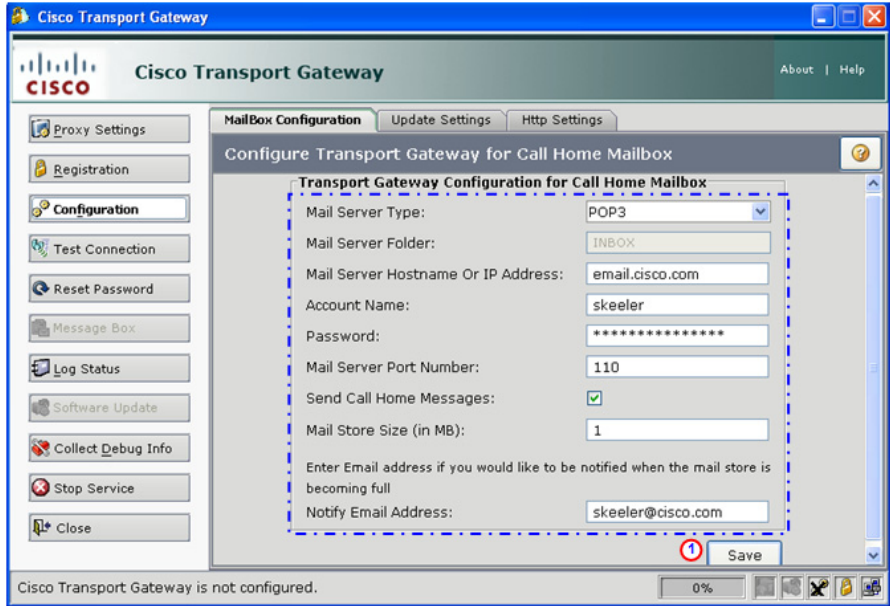 Cisco Transport Gateway
CISCO
Cisco Transport Gateway
About | Help
Proxy Settings
Registration
Configuration
Test Connection
Reset Password
Message Box
Log Status
Software Update
Collect Debug Info
Stop Service
Close
MailBox Configuration
Update Settings
Http Settings
Configure Transport Gateway for Call Home Mailbox
Transport Gateway Configuration for Call Home Mailbox
Mail Server Type: POP3
Mail Server Folder: INBOX
Mail Server Hostname Or IP Address: email.cisco.com
Account Name: skeeler
Password: ***************
Mail Server Port Number: 110
Send Call Home Messages:
Mail Store Size (in MB): 1
Enter Email address if you would like to be notified when the mail store is
becoming full
Notify Email Address: skeeler@cisco.com
1 Save
Cisco Transport Gateway is not configured. 0%